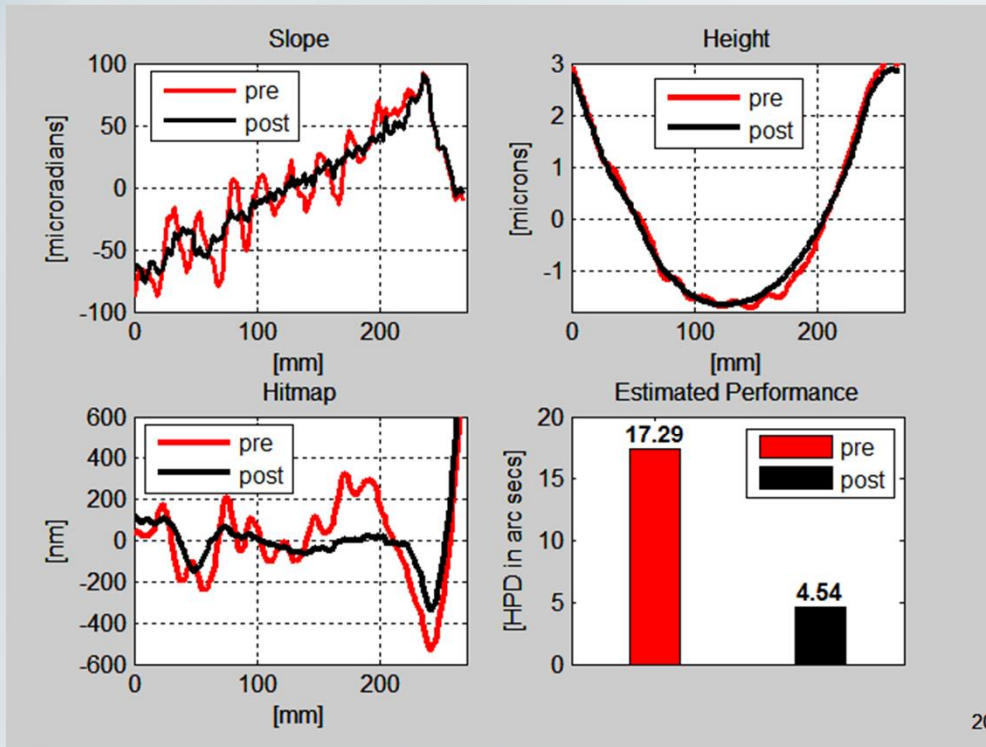 Slope
100
50
0
-50
-100
[microradians]
pre
post
0 100 200
[mm]
Height
3
2
1
0
-1
[microns]
pre
post
0 100 200
[mm]
Hitmap
600
400
200
0
-200
-400
-600
[nm]
pre
post
0 100 200
[mm]
Estimated Performance
20
15
10
5
0
[HPD in arc secs]
17.29
4.54
pre
post
20